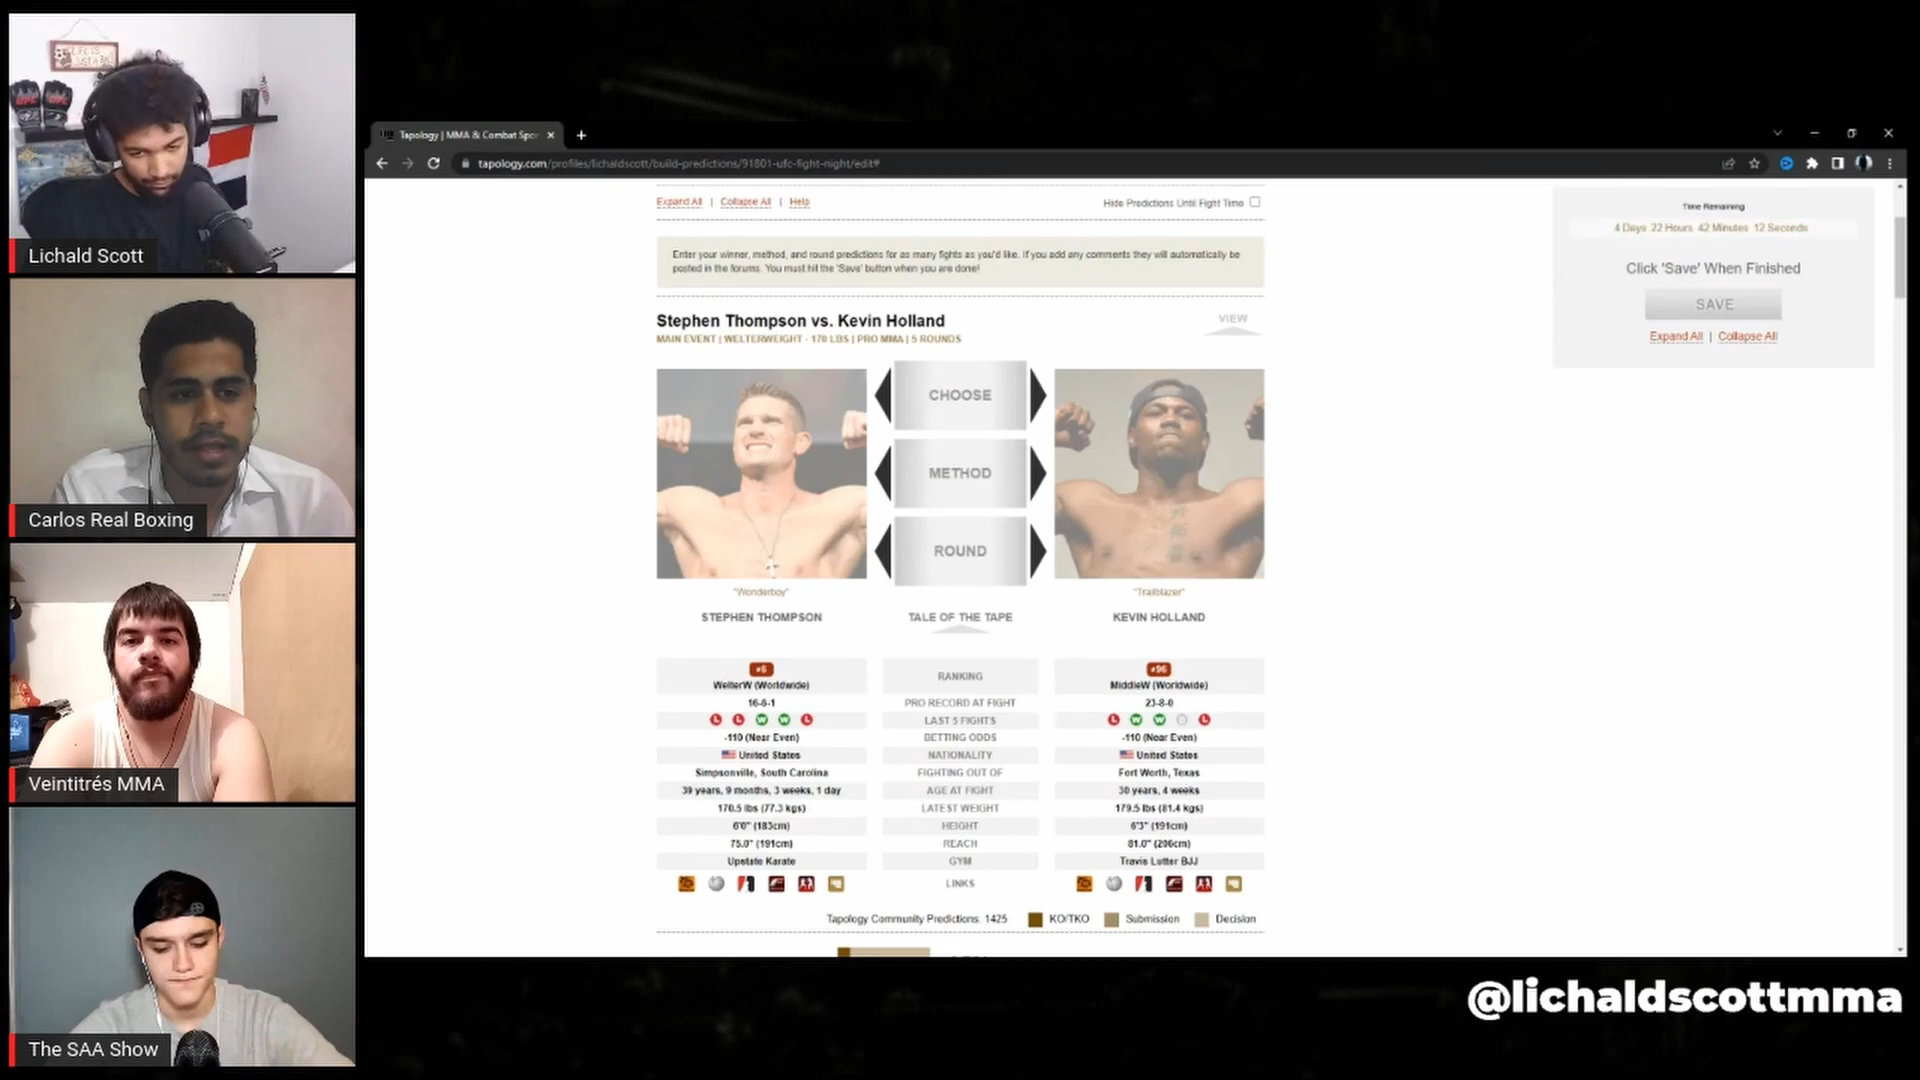 UFC UFC
Lichald Scott
Carlos Real Boxing
Veintitrés MMA
The SAA Show
Tapology | MMA & Combat Spor
tapology.com/profiles/lichaldscott/build-predictions/91801-ufc-fight-night/edit#
Expand All | Collapse All | Help
Hide Predictions Until Fight Time
Enter your winner, method, and round predictions for as many fights as you'd like. If you add any comments they will automatically be
posted in the forums. You must hit the 'Save' button when you are done!
Stephen Thompson vs. Kevin Holland
VIEW
MAIN EVENT | WELTERWEIGHT - 170 LBS | PRO MMA | 5 ROUNDS
CHOOSE
METHOD
ROUND
"Wonderboy"
"Trailblazer"
STEPHEN THOMPSON TALE OF THE TAPE KEVIN HOLLAND
#6 #96
WelterW (Worldwide) RANKING MiddleW (Worldwide)
16-6-1 PRO RECORD AT FIGHT 23-8-0
L L W W L LAST 5 FIGHTS L W W L
-110 (Near Even) BETTING ODDS -110 (Near Even)
United States NATIONALITY United States
Simpsonville, South Carolina FIGHTING OUT OF Fort Worth, Texas
39 years, 9 months, 3 weeks, 1 day AGE AT FIGHT 30 years, 4 weeks
170.5 lbs (77.3 kgs) LATEST WEIGHT 179.5 lbs (81.4 kgs)
6'0" (183cm) HEIGHT 6'3" (191cm)
75.0" (191cm) REACH 81.0" (206cm)
Upstate Karate GYM Travis Lutter BJJ
LINKS
Tapology Community Predictions: 1425 KO/TKO Submission Decision
Time Remaining
4 Days 22 Hours 42 Minutes 12 Seconds
Click 'Save' When Finished
SAVE
Expand All | Collapse All
@lichaldscottmma